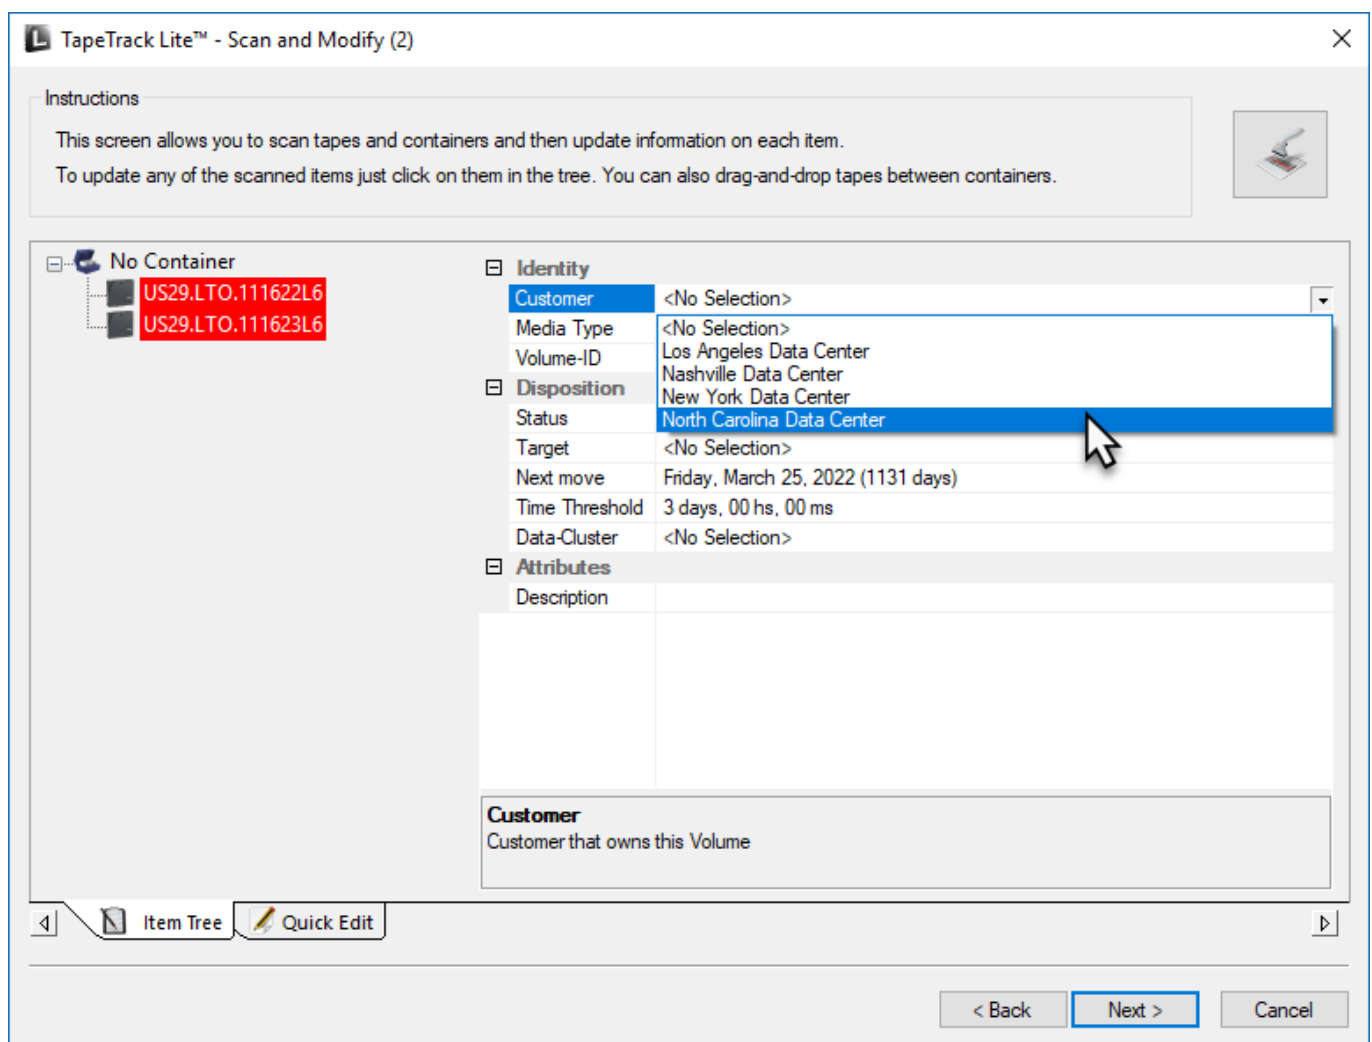 TapeTrack Lite™ - Scan and Modify (2)
Instructions
This screen allows you to scan tapes and containers and then update information on each item.
To update any of the scanned items just click on them in the tree. You can also drag-and-drop tapes between containers.
No Container
US29.LTO.111622L6
US29.LTO.111623L6
Identity
Customer <No Selection>
Media Type <No Selection>
Los Angeles Data Center
Volume-ID
Nashville Data Center
Disposition
New York Data Center
Status North Carolina Data Center
Target <No Selection>
Next move Friday, March 25, 2022 (1131 days)
Time Threshold 3 days, 00 hs, 00 ms
Data-Cluster <No Selection>
Attributes
Description
Customer
Customer that owns this Volume
Item Tree Quick Edit
< Back Next > Cancel